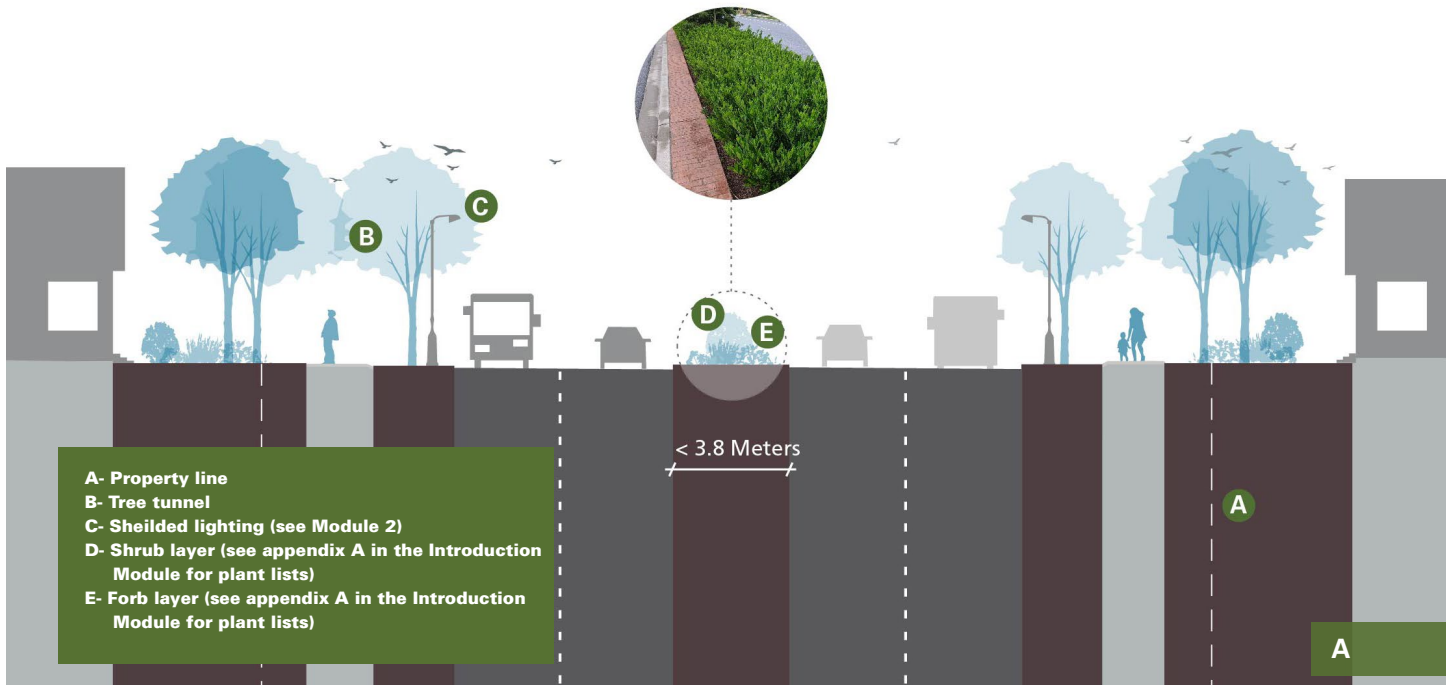 C
B
D
E
< 3.8 Meters
A- Property line
B- Tree tunnel
C- Sheilded lighting (see Module 2)
D- Shrub layer (see appendix A in the Introduction
Module for plant lists)
E- Forb layer (see appendix A in the Introduction
Module for plant lists)
A
A